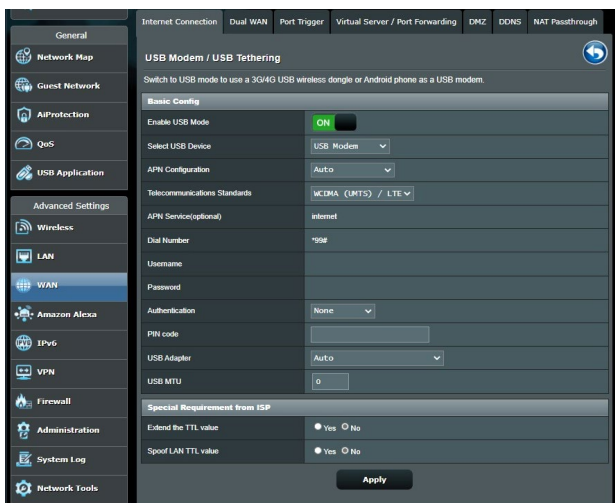 Internet Connection Dual WAN Port Trigger Virtual Server / Port Forwarding DMZ DDNS NAT Passthrough
General
Network Map
Guest Network
AiProtection
QoS
USB Application
Advanced Settings
Wireless
LAN
WAN
Amazon Alexa
IPv6
VPN
Firewall
Administration
System Log
Network Tools
USB Modem / USB Tethering
Switch to USB mode to use a 3G/4G USB wireless dongle or Android phone as a USB modem.
Basic Config
Enable USB Mode ON
Select USB Device USB Modem
APN Configuration Auto
Telecommunications Standards WCDMA (UMTS) / LTE
APN Service(optional) internet
Dial Number *99#
Username
Password
Authentication None
PIN code
USB Adapter Auto
USB MTU 0
Special Requirement from ISP
Extend the TTL value Yes No
Spoof LAN TTL value Yes No
Apply